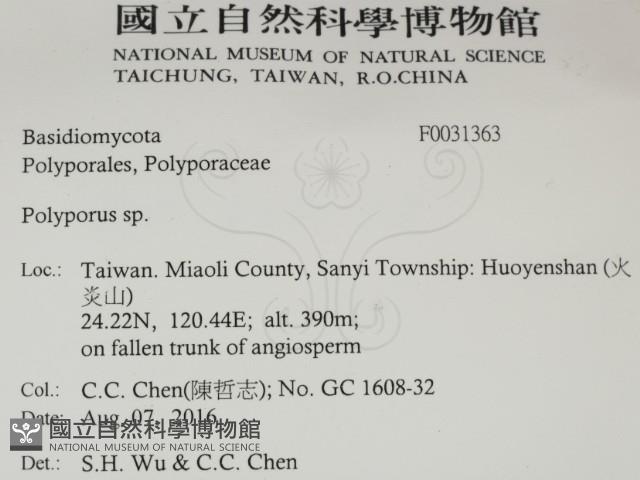 國立自然科學博物館
NATIONAL MUSEUM OF NATURAL SCIENCE
TAICHUNG, TAIWAN, R.O.CHINA
Basidiomycota F0031363
Polyporales, Polyporaceae
Polyporus sp.
Loc.: Taiwan. Miaoli County, Sanyi Township: Huoyenshan (火
炎山)
24.22N, 120.44E; alt. 390m;
on fallen trunk of angiosperm
Col.: C.C. Chen(陳哲志); No. GC 1608-32
Date: Aug. 07, 2016
國立自然科學博物館
NATIONAL MUSEUM OF NATURAL SCIENCE
Det.: S.H. Wu & C.C. Chen